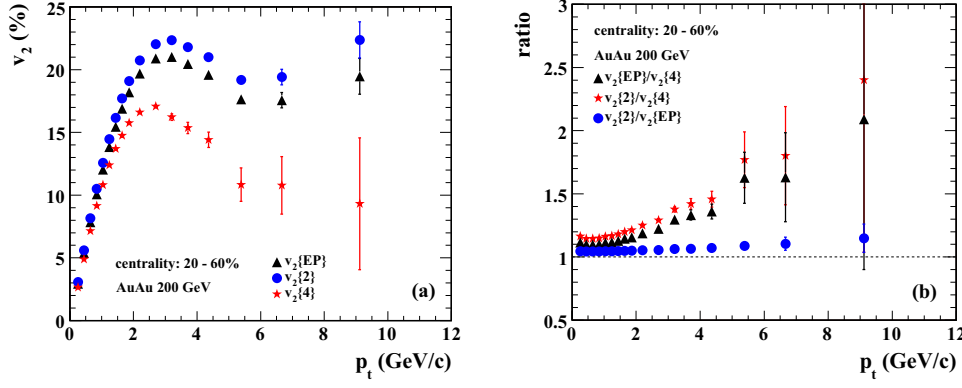 v2 (%)
25
20
15
10
5
0
centrality: 20 - 60%
AuAu 200 GeV
v2{EP}
v2{2}
v2{4}
(a)
0 2 4 6 8 10 12
pt (GeV/c)
ratio
3
2.5
2
1.5
1
0.5
centrality: 20 - 60%
AuAu 200 GeV
v2{EP}/v2{4}
v2{2}/v2{4}
v2{2}/v2{EP}
(b)
0 2 4 6 8 10 12
pt (GeV/c)